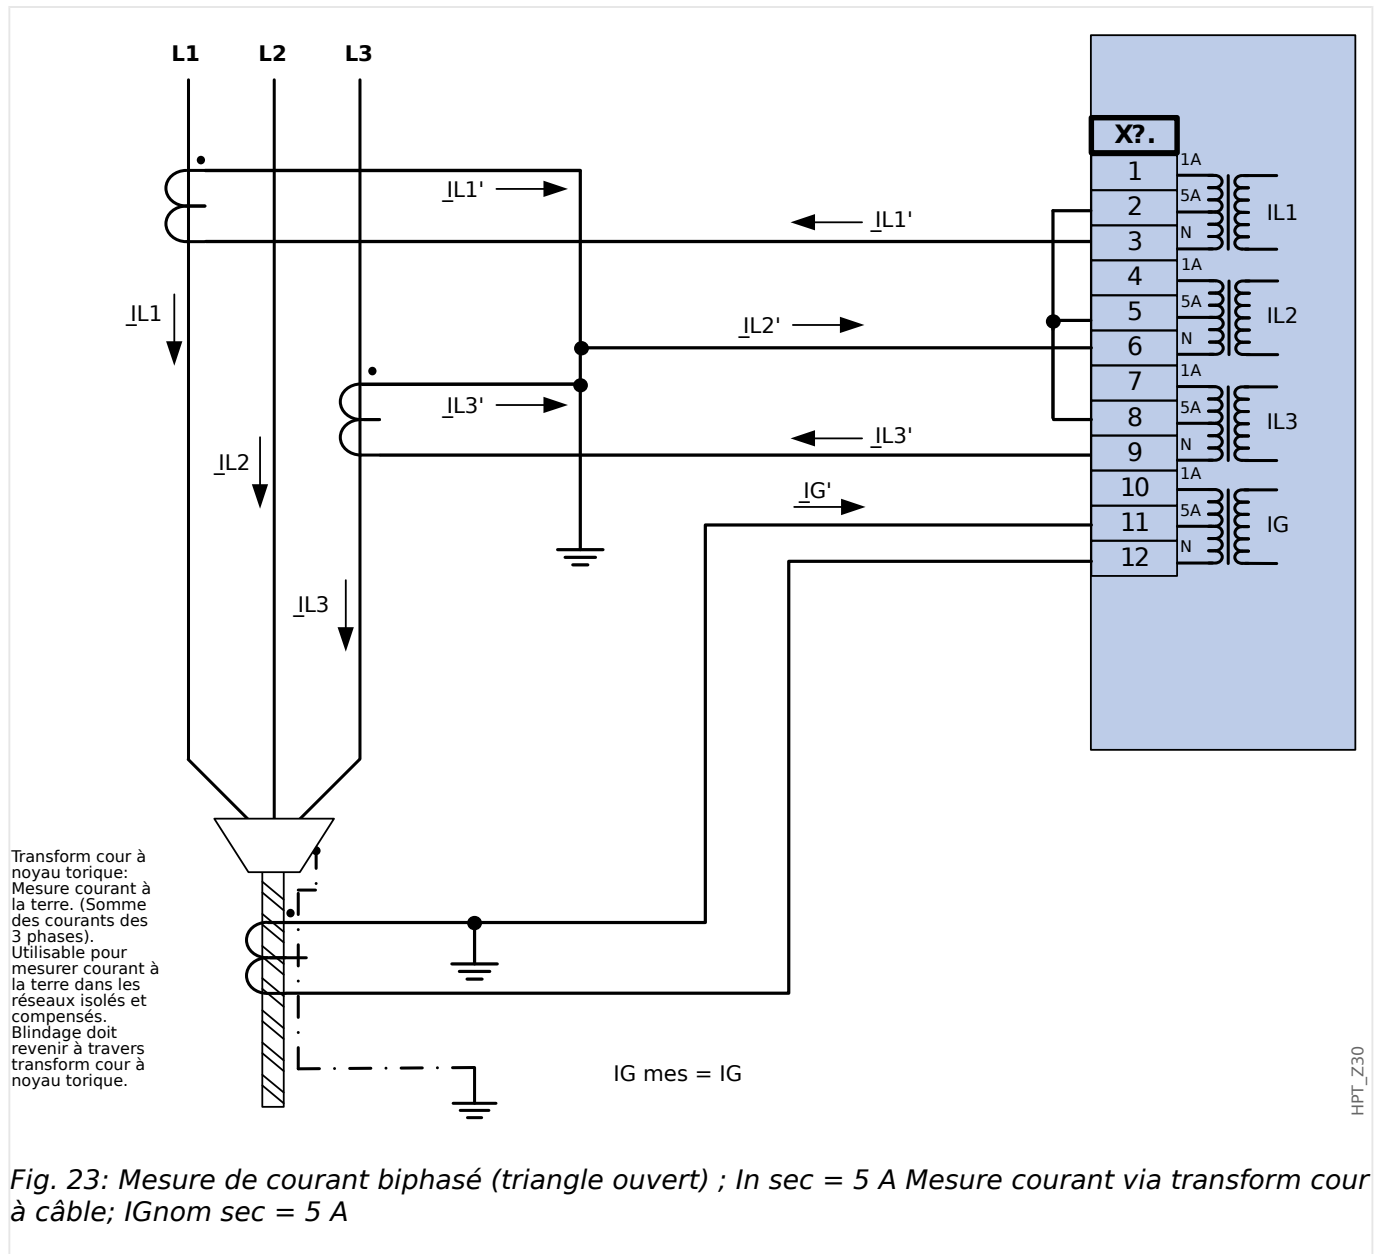 L1 L2 L3
X?.
1
2
3
4
5
6
7
8
9
10
11
12
1A
5A
N
IL1
1A
5A
N
IL2
1A
5A
N
IL3
1A
5A
N
IG
IL1'
IL1'
IL1
IL2'
IL3'
IL3'
IL2
IG'
IL3
Transform cour à
noyau torique:
Mesure courant à
la terre. (Somme
des courants des
3 phases).
Utilisable pour
mesurer courant à
la terre dans les
réseaux isolés et
compensés.
Blindage doit
revenir à travers
transform cour à
noyau torique.
IG mes = IG
HPT_Z30
Fig. 23: Mesure de courant biphasé (triangle ouvert) ; In sec = 5 A Mesure courant via transform cour
à câble; IGnom sec = 5 A